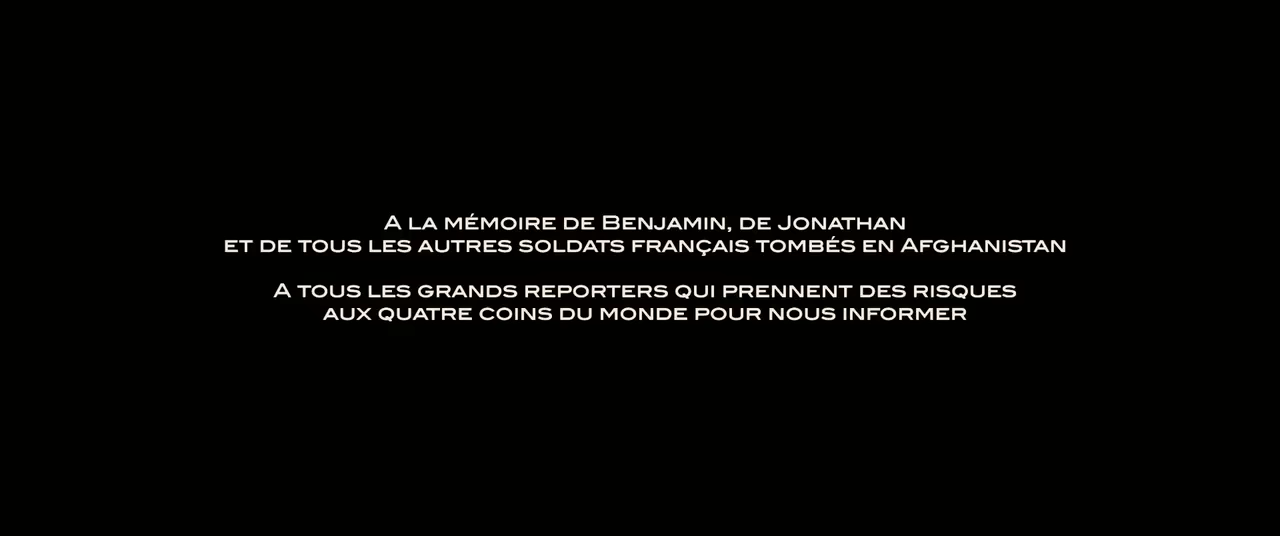 A LA MÉMOIRE DE BENJAMIN, DE JONATHAN
ET DE TOUS LES AUTRES SOLDATS FRANÇAIS TOMBÉS EN AFGHANISTAN
A TOUS LES GRANDS REPORTERS QUI PRENNENT DES RISQUES
AUX QUATRE COINS DU MONDE POUR NOUS INFORMER